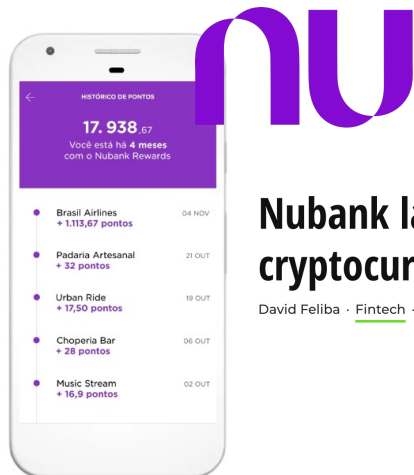 nu
HISTÓRICO DE PONTOS
17. 938,67
Você está há 4 meses
com o Nubank Rewards
Brasil Airlines 04 NOV
+ 1.113,67 pontos
Padaria Artesanal 21 OUT
+ 32 pontos
Urban Ride 19 OUT
+ 17,50 pontos
Choperia Bar 06 OUT
+ 28 pontos
Music Stream 02 OUT
+ 16,9 pontos
Nubank la
cryptocur
David Feliba · Fintech ·